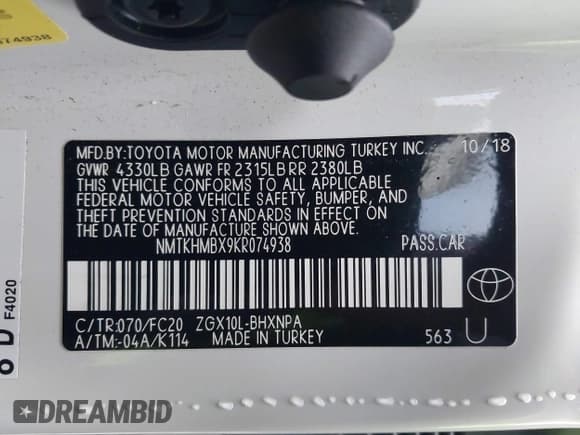 074938
MFD.BY:TOYOTA MOTOR MANUFACTURING TURKEY INC. 10/18
GVWR 4330LB GAWR FR 2315LB RR 2380LB
THIS VEHICLE CONFORMS TO ALL APPLICABLE
FEDERAL MOTOR VEHICLE SAFETY, BUMPER, AND
THEFT PREVENTION STANDARDS IN EFFECT ON
THE DATE OF MANUFACTURE SHOWN ABOVE.
NMTKHMBX9KR074938 PASS.CAR
C/TR:070/FC20 ZGX10L-BHXNPA
A/TM:-04A/K114 MADE IN TURKEY 563 U
D F4020
DREAMBID